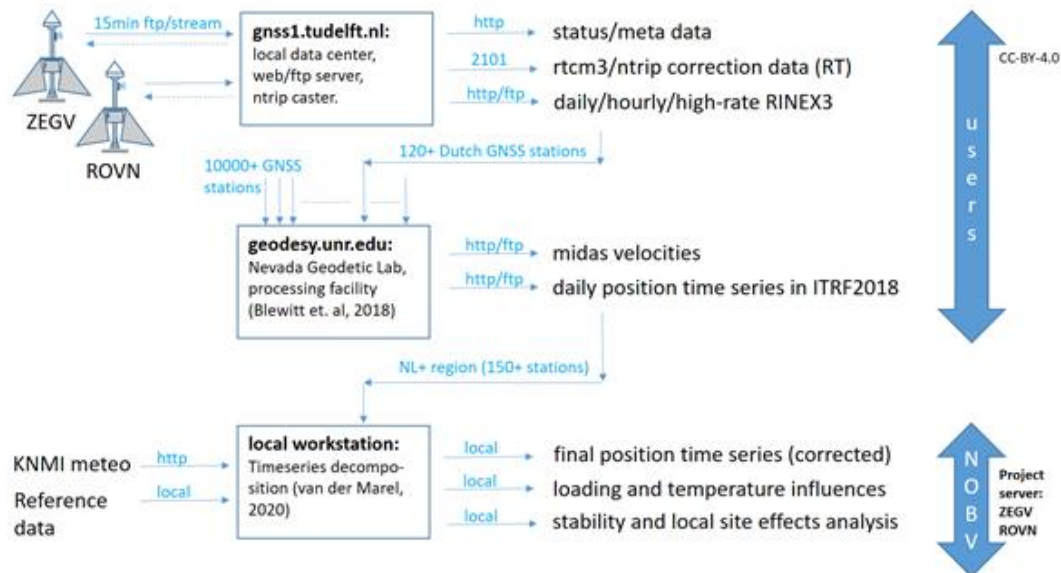 15min ftp/stream
ZEGV
ROVN
gnss1.tudelft.nl:
local data center,
web/ftp server,
ntrip caster.
http
status/meta data
2101
rtcm3/ntrip correction data (RT)
http/ftp
daily/hourly/high-rate RINEX3
120+ Dutch GNSS stations
10000+ GNSS
stations
geodesy.unr.edu:
Nevada Geodetic Lab,
processing facility
(Blewitt et. al, 2018)
http/ftp
midas velocities
http/ftp
daily position time series in ITRF2018
NL+ region (150+ stations)
KNMI meteo
http
Reference
data
local
local workstation:
Timeseries decompo-
sition (van der Marel,
2020)
local
final position time series (corrected)
local
loading and temperature influences
local
stability and local site effects analysis
users
CC-BY-4.0
NOBV
Project
server:
ZEGV
ROVN